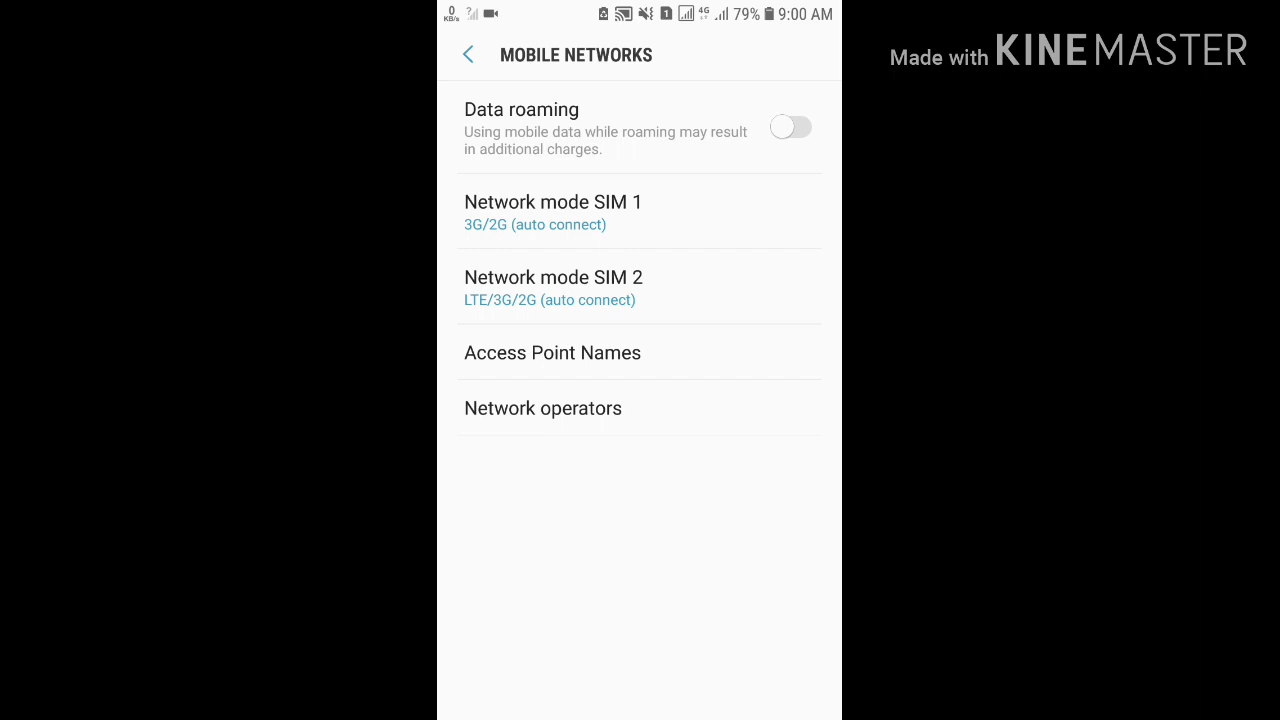 0
KB/s
?
1
4G
79%
9:00 AM
Made with KINEMASTER
MOBILE NETWORKS
Data roaming
Using mobile data while roaming may result
in additional charges.
Network mode SIM 1
3G/2G (auto connect)
Network mode SIM 2
LTE/3G/2G (auto connect)
Access Point Names
Network operators